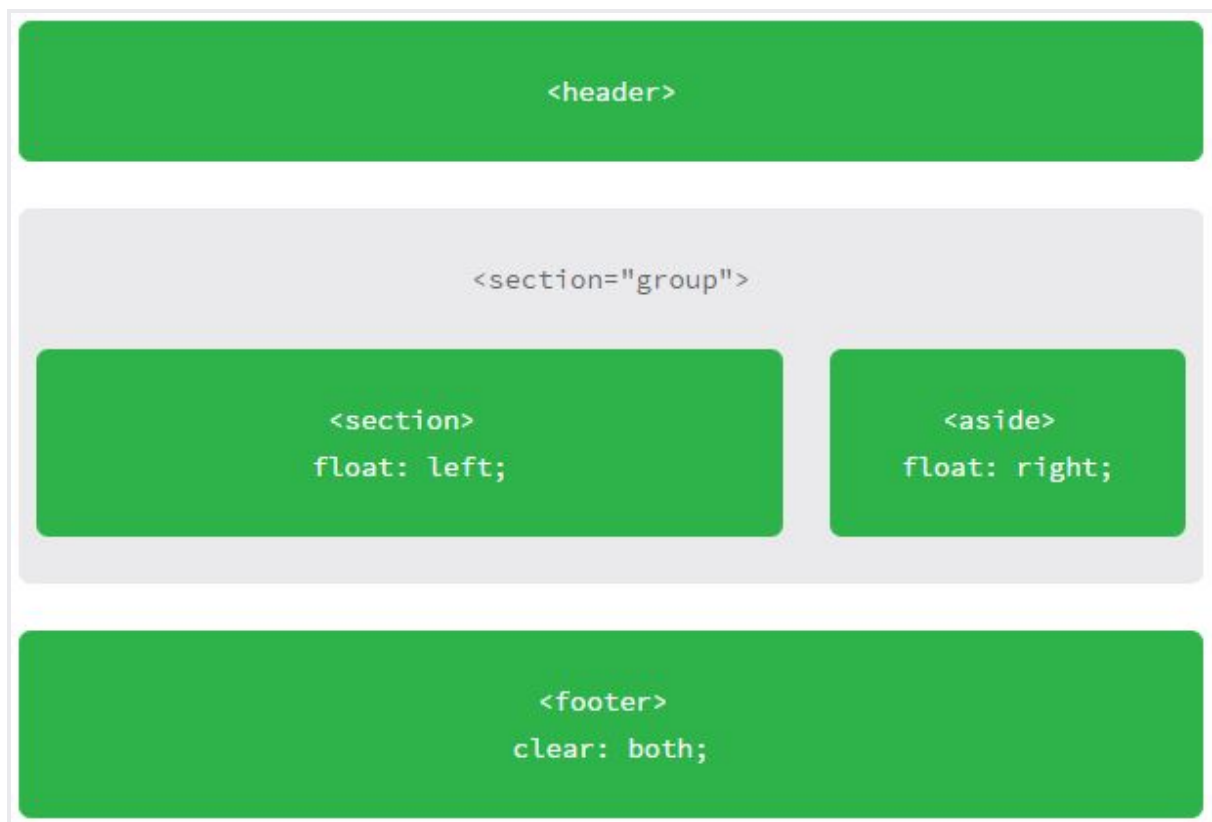 <header>
<section="group">
<section>
float: left;
<aside>
float: right;
<footer>
clear: both;